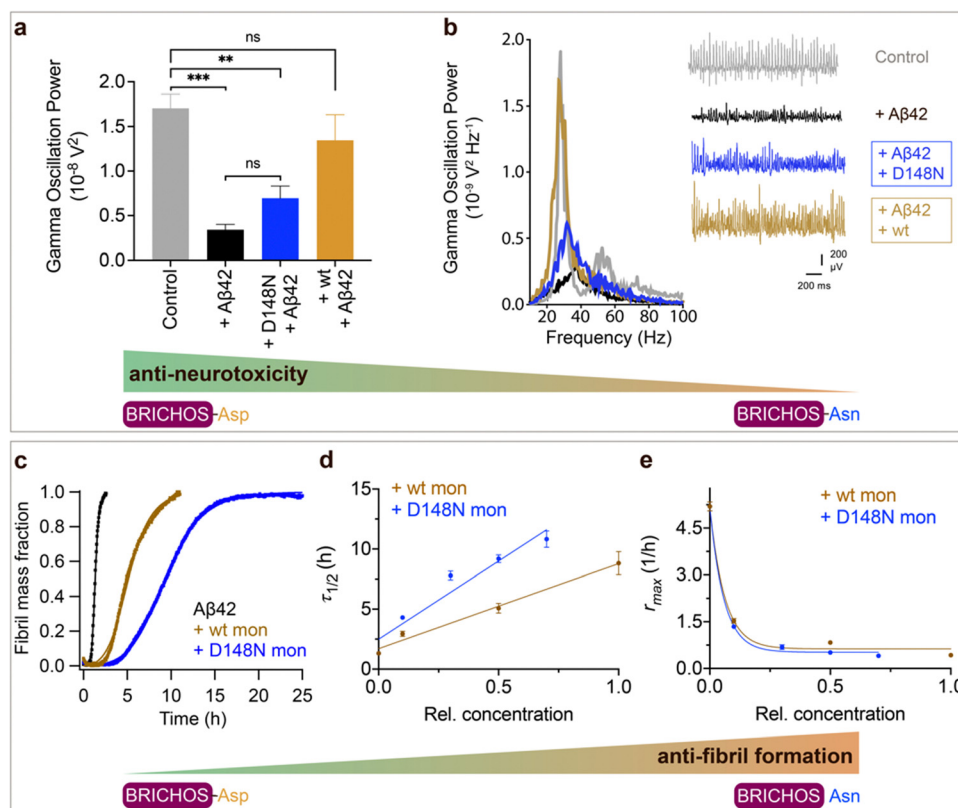 a
ns
**
***
ns
Gamma Oscillation Power
(10⁻⁸ V²)
2.0
1.5
1.0
0.5
0.0
Control
+ Aβ42
+ D148N
+ Aβ42
+ wt
+ Aβ42
b
Gamma Oscillation Power
(10⁻⁹ V² Hz⁻¹)
2.0
1.5
1.0
0.5
0.0
20 40 60 80 100
Frequency (Hz)
Control
+ Aβ42
+ Aβ42
+ D148N
+ Aβ42
+ wt
200
µV
200 ms
anti-neurotoxicity
BRICHOS-Asp
BRICHOS-Asn
c
Fibril mass fraction
1.0
0.8
0.6
0.4
0.2
0.0
Aβ42
+ wt mon
+ D148N mon
0 5 10 15 20 25
Time (h)
d
+ wt mon
+ D148N mon
τ1/2 (h)
15
10
5
0
0.0 0.5 1.0
Rel. concentration
e
+ wt mon
+ D148N mon
rmax (1/h)
4.5
3
1.5
0
0.0 0.5 1.0
Rel. concentration
anti-fibril formation
BRICHOS-Asp
BRICHOS Asn